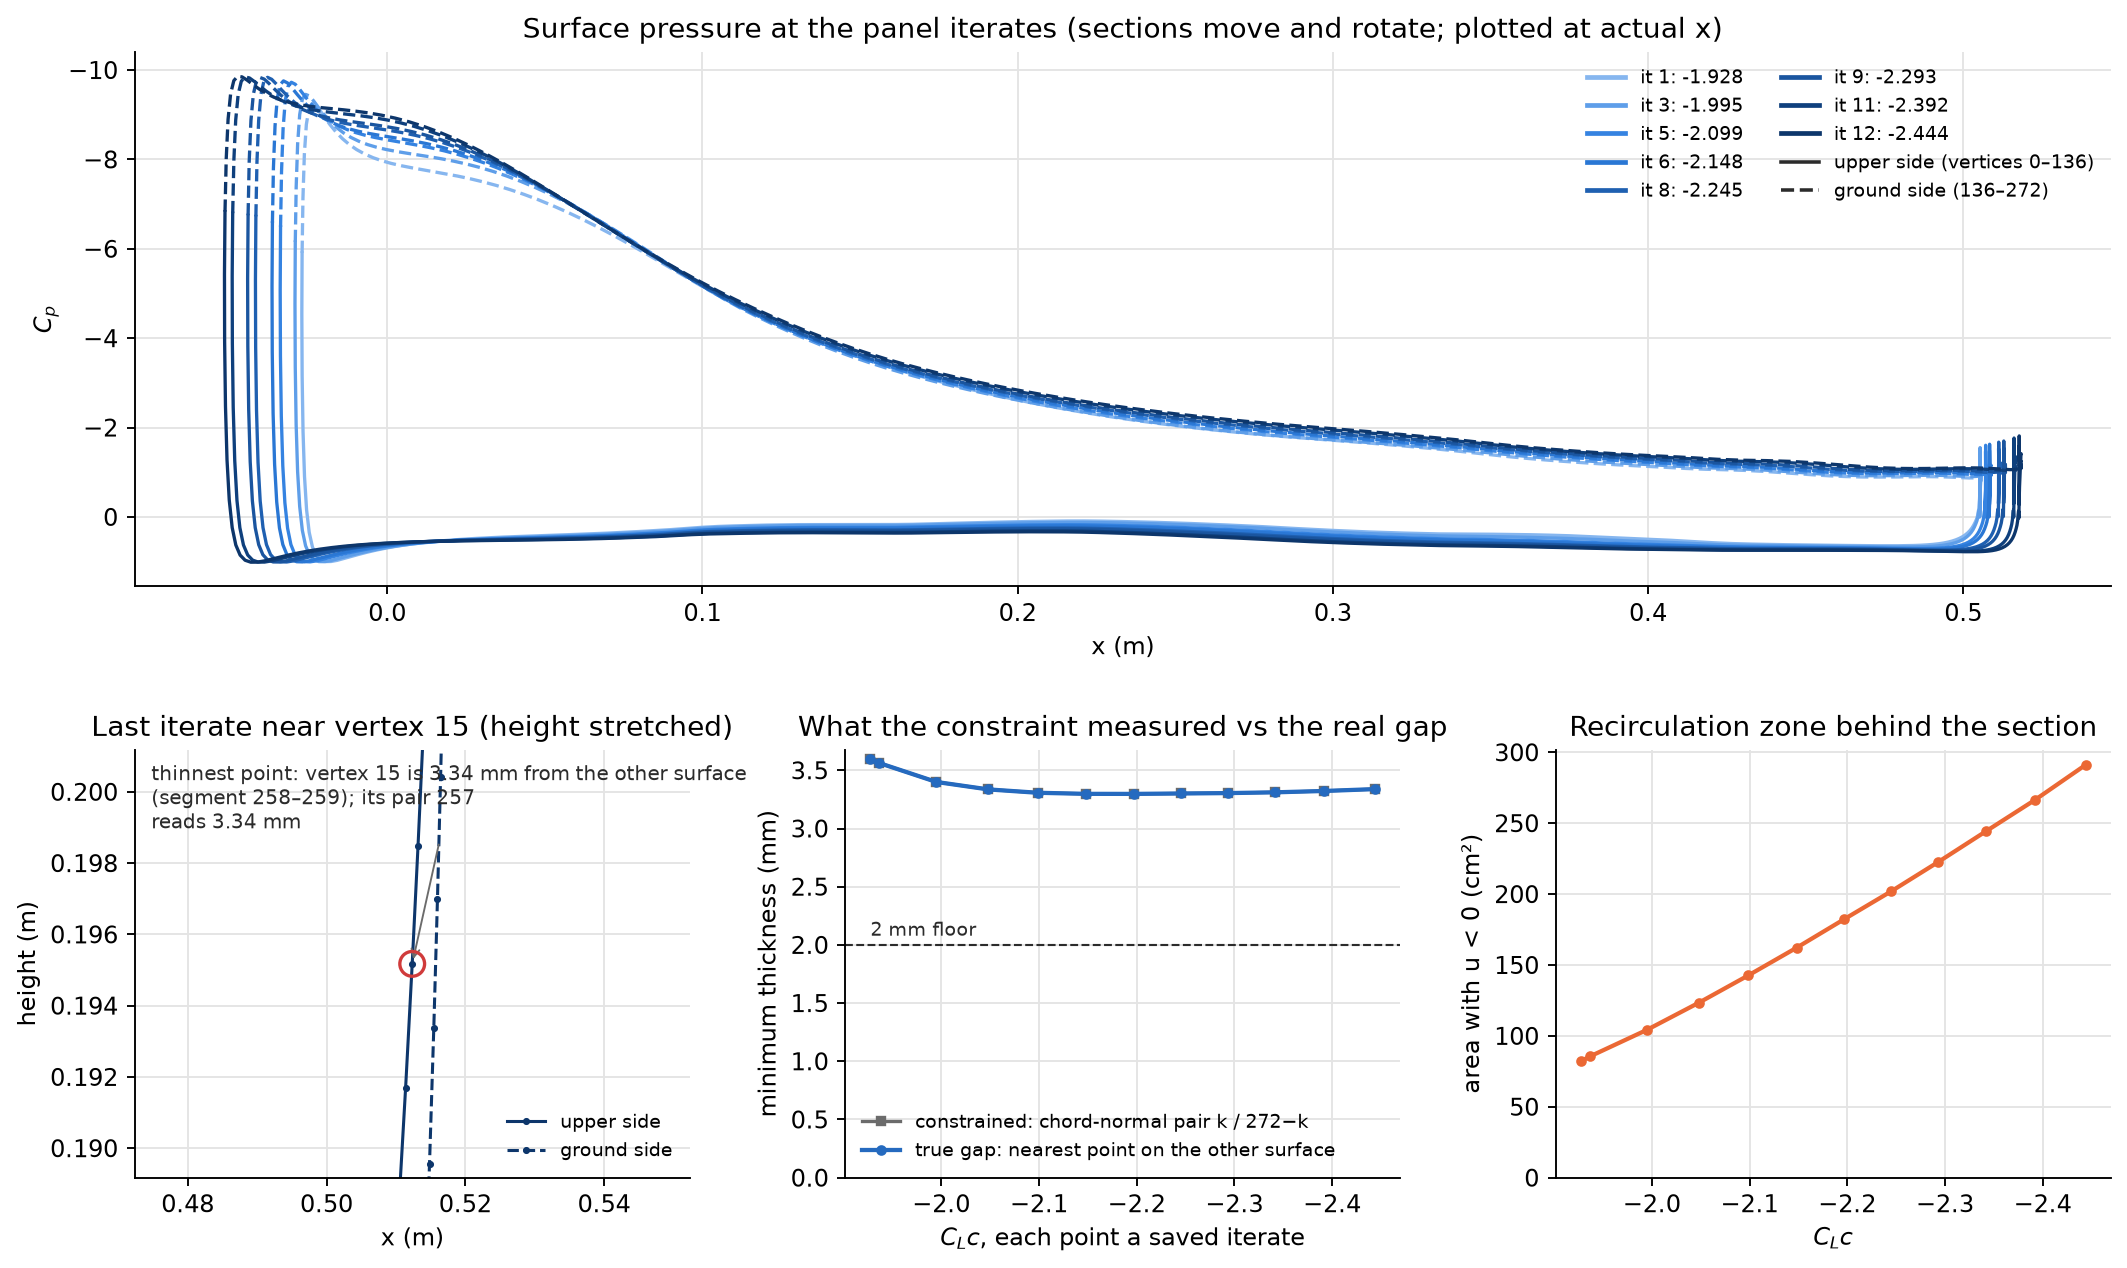 Surface pressure at the panel iterates (sections move and rotate; plotted at actual x)
−10
−8
−6
−4
−2
0
C_p
it 1: -1.928
it 3: -1.995
it 5: -2.099
it 6: -2.148
it 8: -2.245
it 9: -2.293
it 11: -2.392
it 12: -2.444
upper side (vertices 0–136)
ground side (136–272)
0.0 0.1 0.2 0.3 0.4 0.5
x (m)
Last iterate near vertex 15 (height stretched)
thinnest point: vertex 15 is 3.34 mm from the other surface
(segment 258–259); its pair 257
reads 3.34 mm
0.200
0.198
0.196
0.194
0.192
0.190
height (m)
upper side
ground side
0.48 0.50 0.52 0.54
x (m)
What the constraint measured vs the real gap
3.5
3.0
2.5
2.0
1.5
1.0
0.5
0.0
minimum thickness (mm)
2 mm floor
constrained: chord-normal pair k / 272−k
true gap: nearest point on the other surface
−2.0 −2.1 −2.2 −2.3 −2.4
C_Lc, each point a saved iterate
Recirculation zone behind the section
300
250
200
150
100
50
0
area with u < 0 (cm²)
−2.0 −2.1 −2.2 −2.3 −2.4
C_Lc